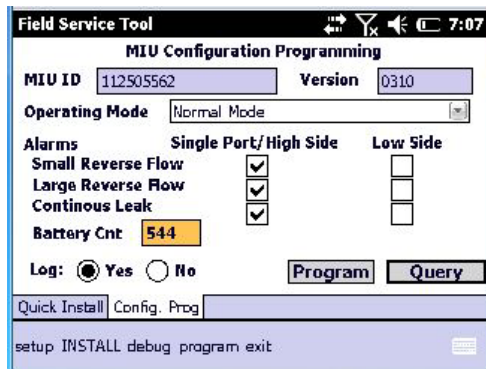 Field Service Tool 7:07
MIU Configuration Programming
MIU ID 112505562 Version 0310
Operating Mode Normal Mode
Alarms Single Port/High Side Low Side
Small Reverse Flow
Large Reverse Flow
Continous Leak
Battery Cnt 544
Log: Yes No Program Query
Quick Install Config. Prog
setup INSTALL debug program exit